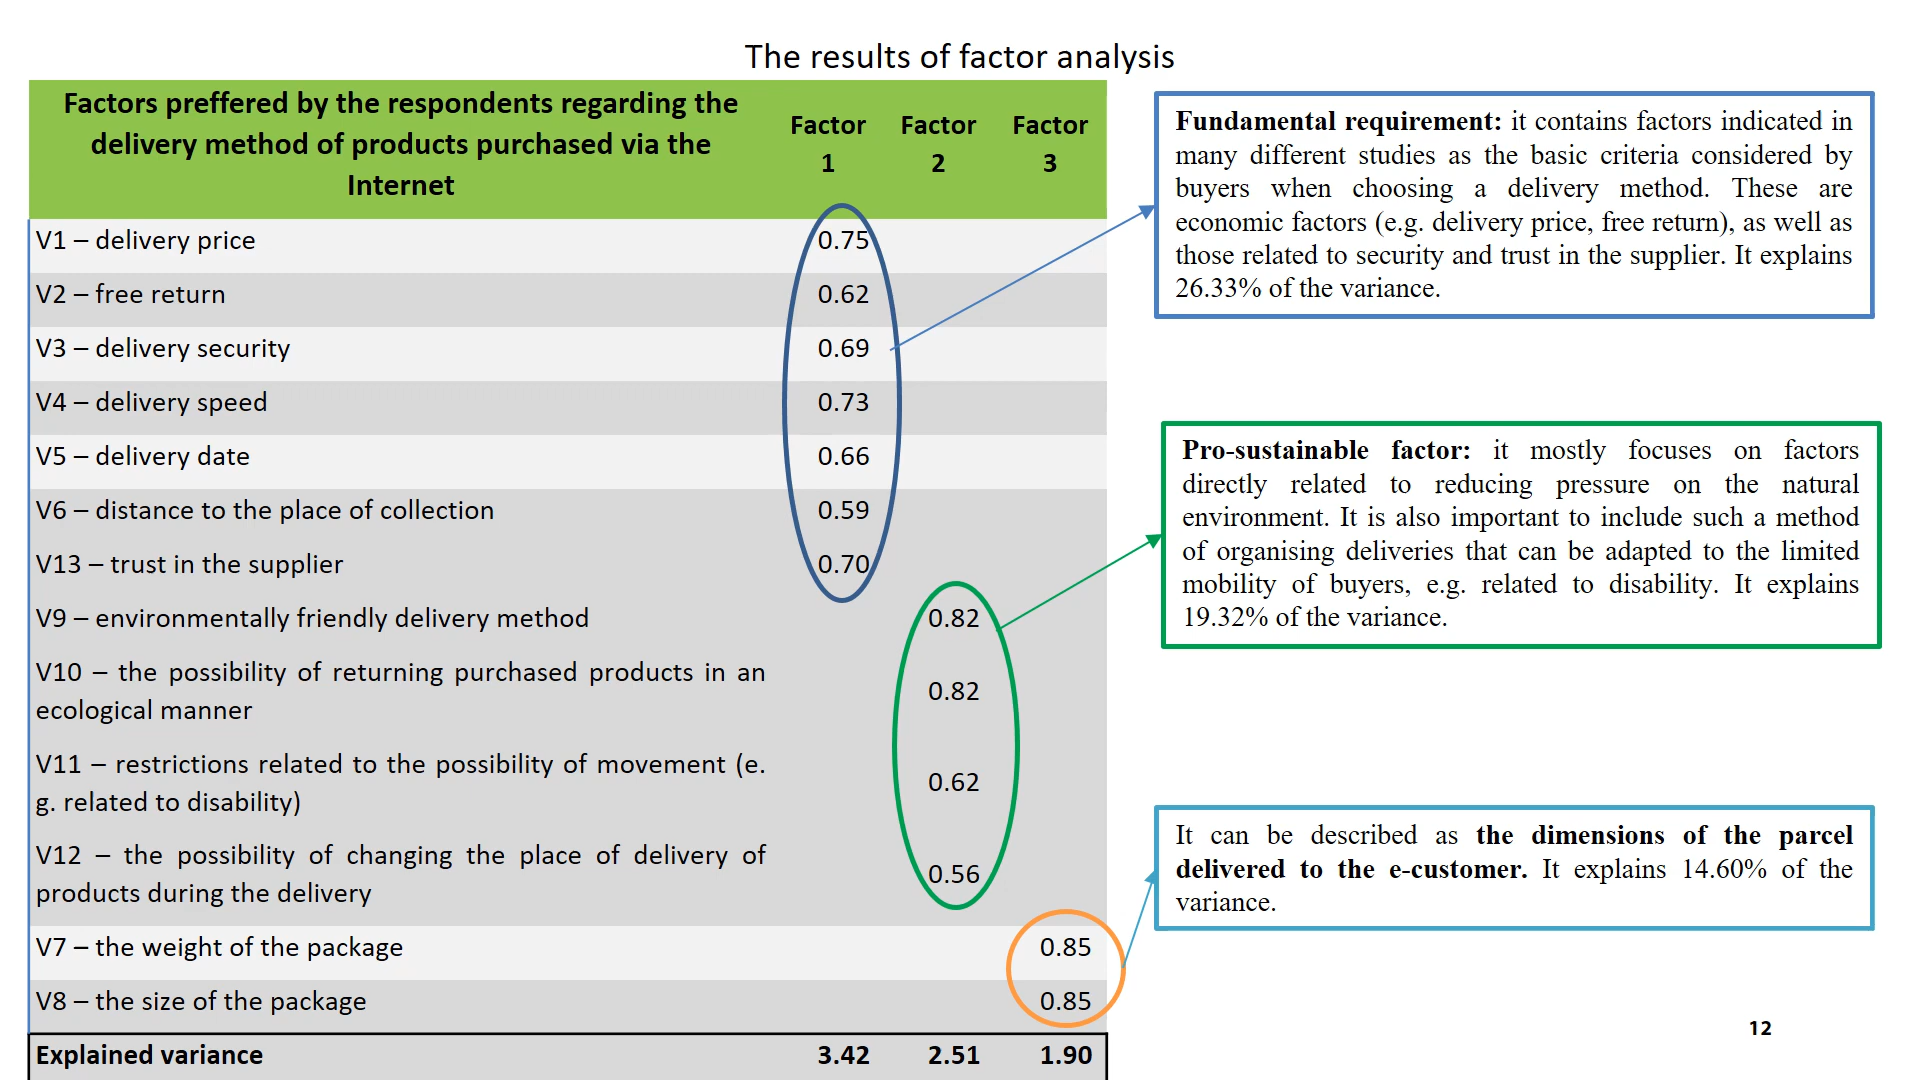 The results of factor analysis
Factors preffered by the respondents regarding the
delivery method of products purchased via the
Internet
Factor
1
Factor
2
Factor
3
V1 – delivery price 0.75
V2 – free return 0.62
V3 – delivery security 0.69
V4 – delivery speed 0.73
V5 – delivery date 0.66
V6 – distance to the place of collection 0.59
V13 – trust in the supplier 0.70
V9 – environmentally friendly delivery method 0.82
V10 – the possibility of returning purchased products in an
ecological manner
0.82
V11 – restrictions related to the possibility of movement (e.
g. related to disability)
0.62
V12 – the possibility of changing the place of delivery of
products during the delivery
0.56
V7 – the weight of the package 0.85
V8 – the size of the package 0.85
Explained variance 3.42 2.51 1.90
Fundamental requirement: it contains factors indicated in
many different studies as the basic criteria considered by
buyers when choosing a delivery method. These are
economic factors (e.g. delivery price, free return), as well as
those related to security and trust in the supplier. It explains
26.33% of the variance.
Pro-sustainable factor: it mostly focuses on factors
directly related to reducing pressure on the natural
environment. It is also important to include such a method
of organising deliveries that can be adapted to the limited
mobility of buyers, e.g. related to disability. It explains
19.32% of the variance.
It can be described as the dimensions of the parcel
delivered to the e-customer. It explains 14.60% of the
variance.
12